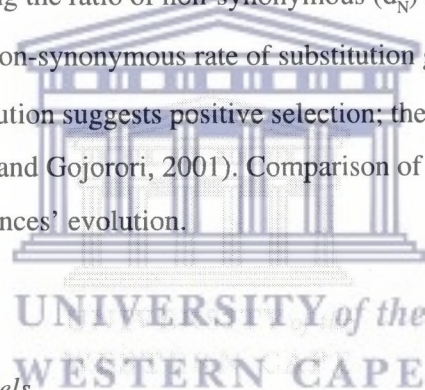 g the ratio of non-synonymous (d_N)
on-synonymous rate of substitution
ution suggests positive selection; the
and Gojorori, 2001). Comparison of
nces' evolution.
UNIVERSITY of the
WESTERN CAPE
els